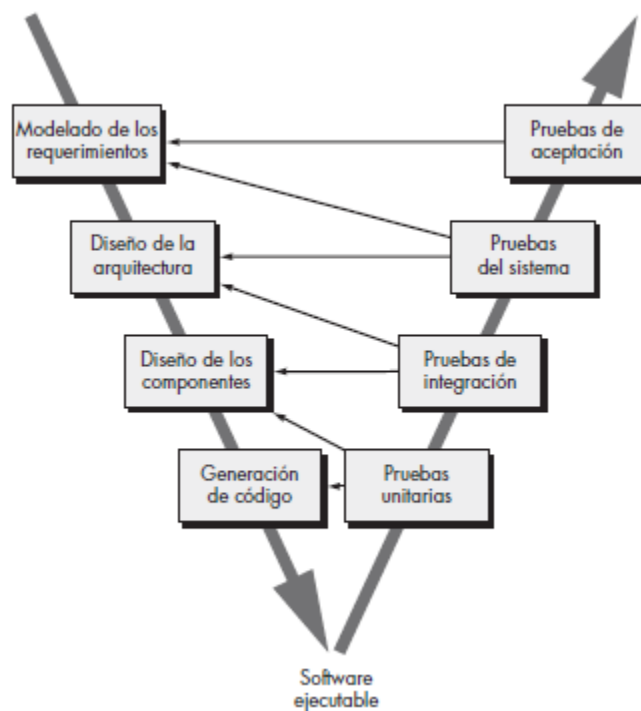 Modelado de los
requerimientos
Pruebas de
aceptación
Diseño de la
arquitectura
Pruebas
del sistema
Diseño de los
componentes
Pruebas de
integración
Generación
de código
Pruebas
unitarias
Software
ejecutable